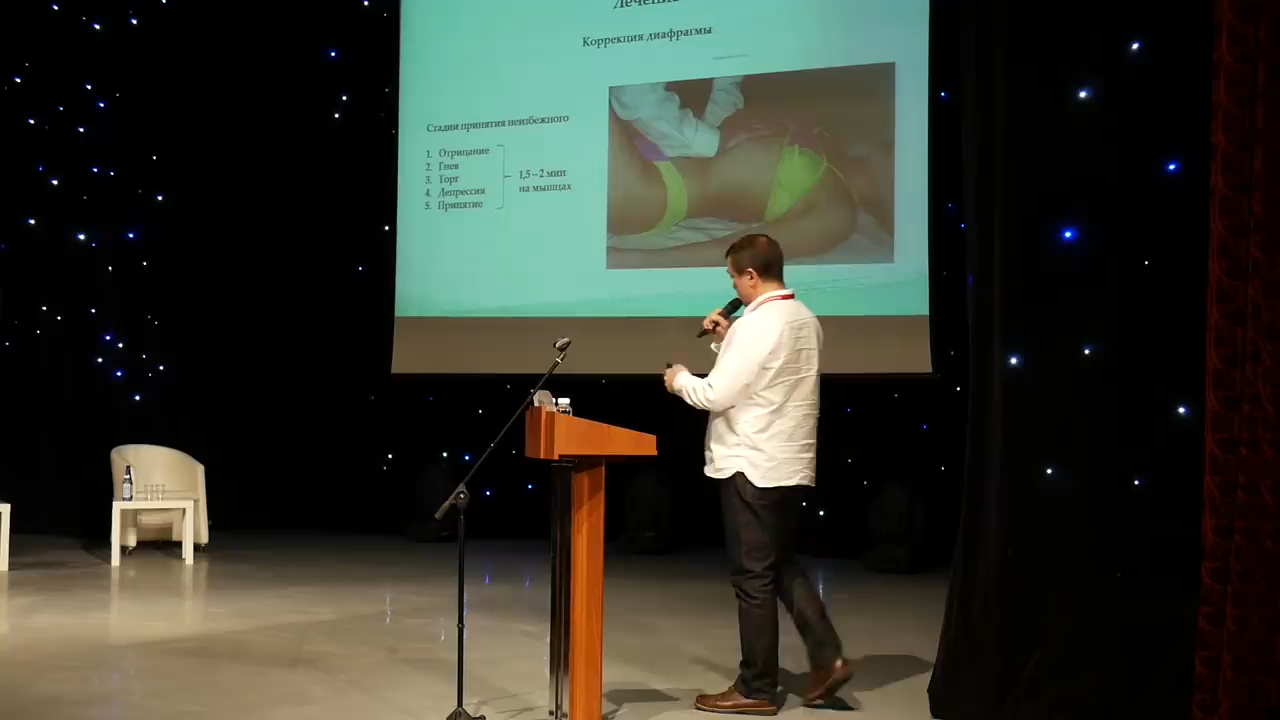 Лечение
Коррекция диафрагмы
Стадии принятия неизбежного
1. Отрицание
2. Гнев
3. Торг
4. Депрессия
5. Принятие
1,5 – 2 мин
на мышцах